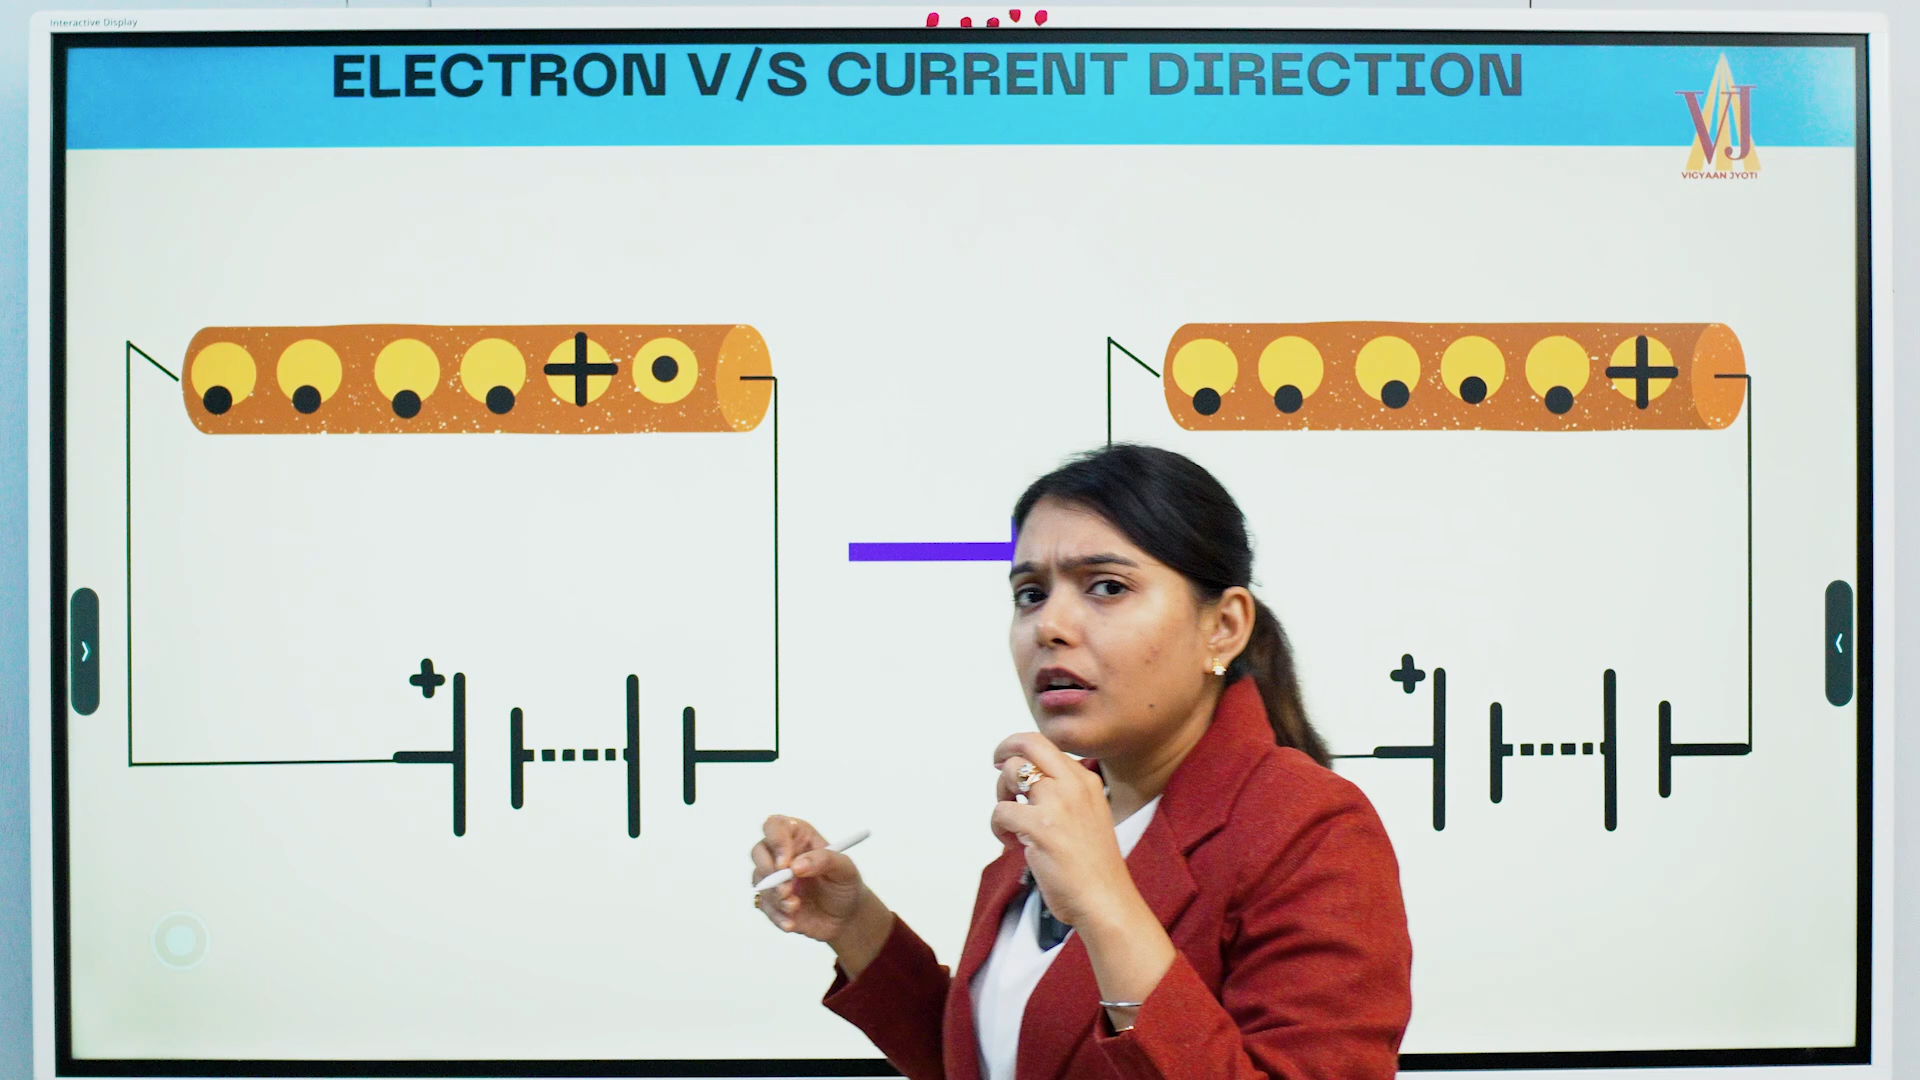 Interactive Display
ELECTRON V/S CURRENT DIRECTION
VJ
VIGYAAN JYOTI
+
+
+
+